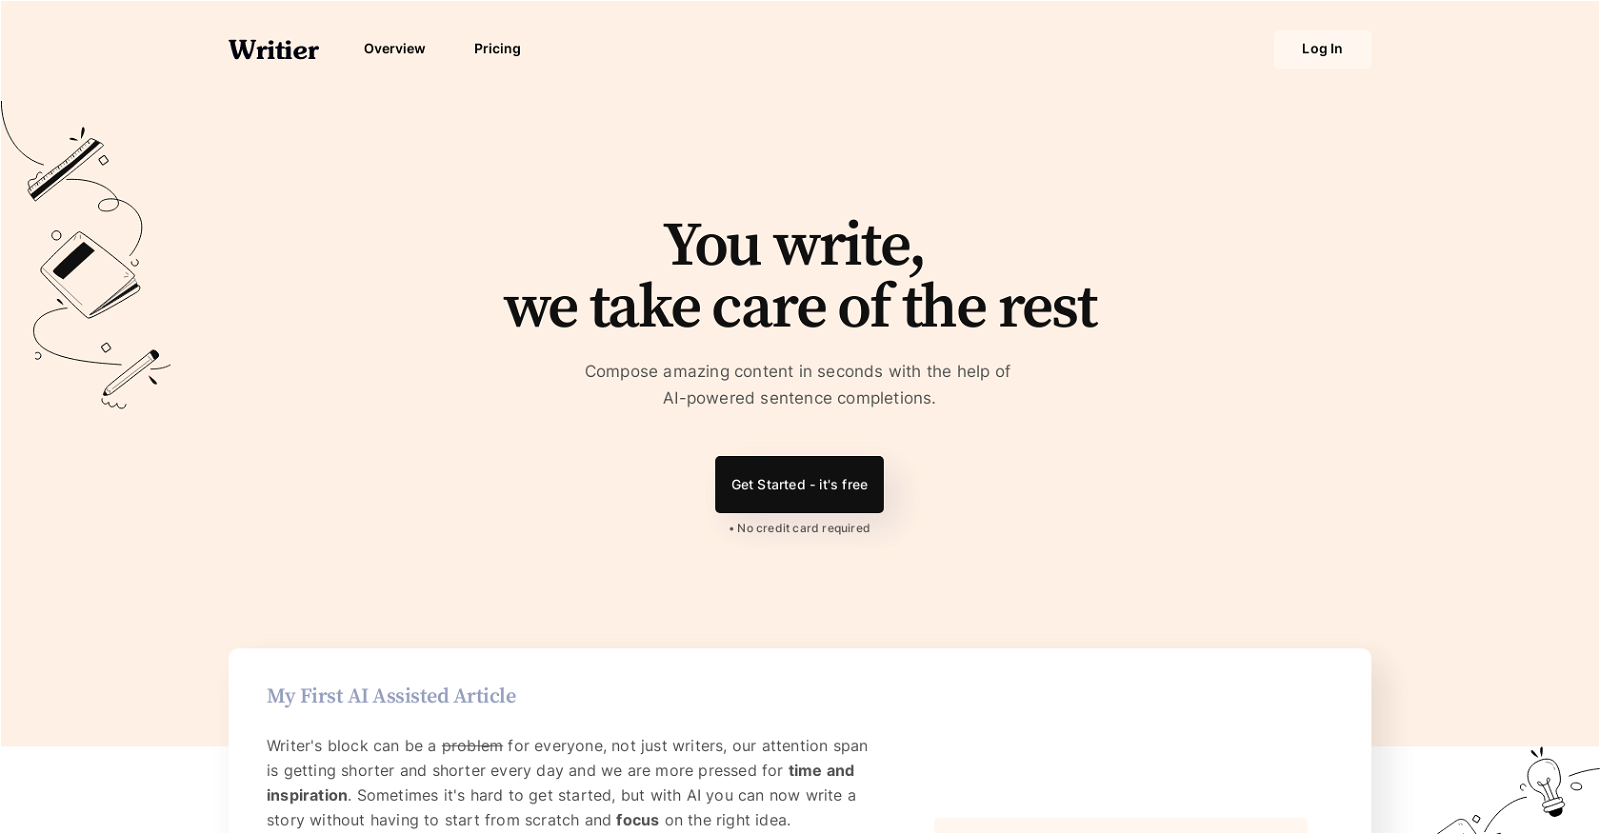 Writier
Overview
Pricing
Log In
You write,
we take care of the rest
Compose amazing content in seconds with the help of
AI-powered sentence completions.
Get Started - it's free
• No credit card required
My First AI Assisted Article
Writer's block can be a problem for everyone, not just writers, our attention span
is getting shorter and shorter every day and we are more pressed for time and
inspiration. Sometimes it's hard to get started, but with AI you can now write a
story without having to start from scratch and focus on the right idea.